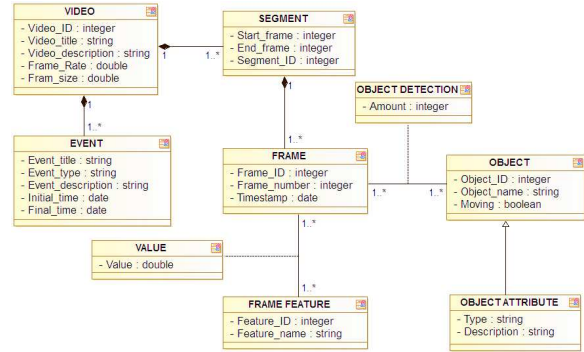 VIDEO
- Video_ID : integer
- Video_title : string
- Video_description : string
- Frame_Rate : double
- Fram_size : double
1
1..*
SEGMENT
- Start_frame : integer
- End_frame : integer
- Segment_ID : integer
1
1..*
OBJECT DETECTION
- Amount : integer
1
1..*
EVENT
- Event_title : string
- Event_type : string
- Event_description : string
- Initial_time : date
- Final_time : date
FRAME
- Frame_ID : integer
- Frame_number : integer
- Timestamp : date
1..*
1..*
OBJECT
- Object_ID : integer
- Object_name : string
- Moving : boolean
1..*
VALUE
- Value : double
1..*
FRAME FEATURE
- Feature_ID : integer
- Feature_name : string
OBJECT ATTRIBUTE
- Type : string
- Description : string